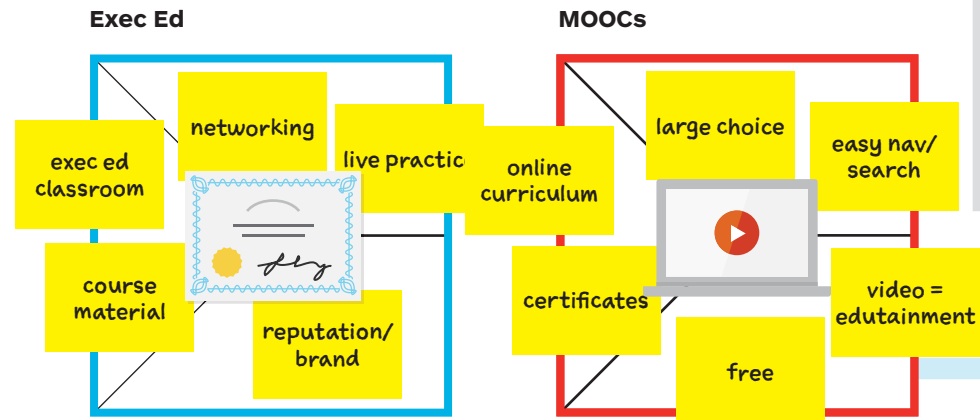 Exec Ed
networking
live practic
exec ed
classroom
course
material
reputation/
brand
MOOCs
large choice
easy nav/
search
online
curriculum
certificates
video =
edutainment
free